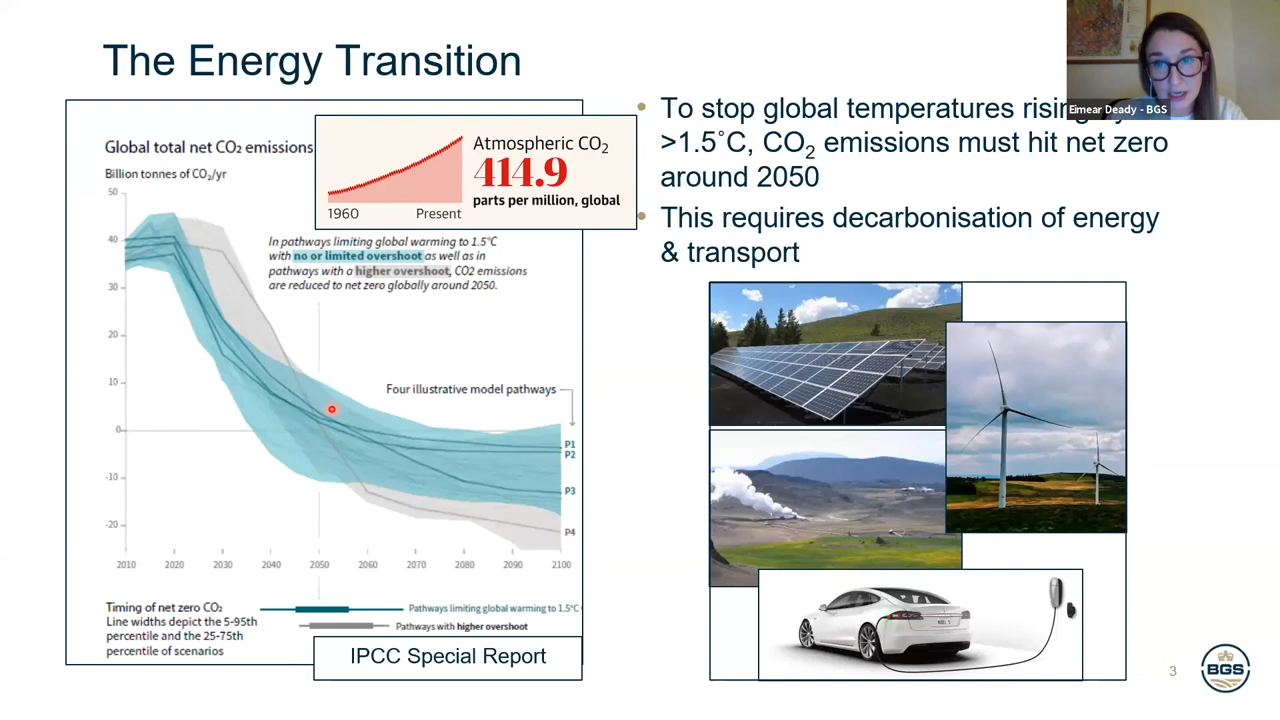 The Energy Transition
Eimear Deady - BGS
Global total net CO₂ emissions
Billion tonnes of CO₂/yr
50
40
30
20
10
0
-10
-20
2010 2020 2030 2040 2050 2060 2070 2080 2090 2100
Atmospheric CO₂
414.9
parts per million, global
1960 Present
In pathways limiting global warming to 1.5°C
with no or limited overshoot as well as in
pathways with a higher overshoot, CO2 emissions
are reduced to net zero globally around 2050.
Four illustrative model pathways
P1
P2
P3
P4
Timing of net zero CO₂
Line widths depict the 5-95th
percentile and the 25-75th
percentile of scenarios
Pathways limiting global warming to 1.5°C
Pathways with higher overshoot
IPCC Special Report
• To stop global temperatures rising
>1.5˚C, CO₂ emissions must hit net zero
around 2050
• This requires decarbonisation of energy
& transport
3
BGS